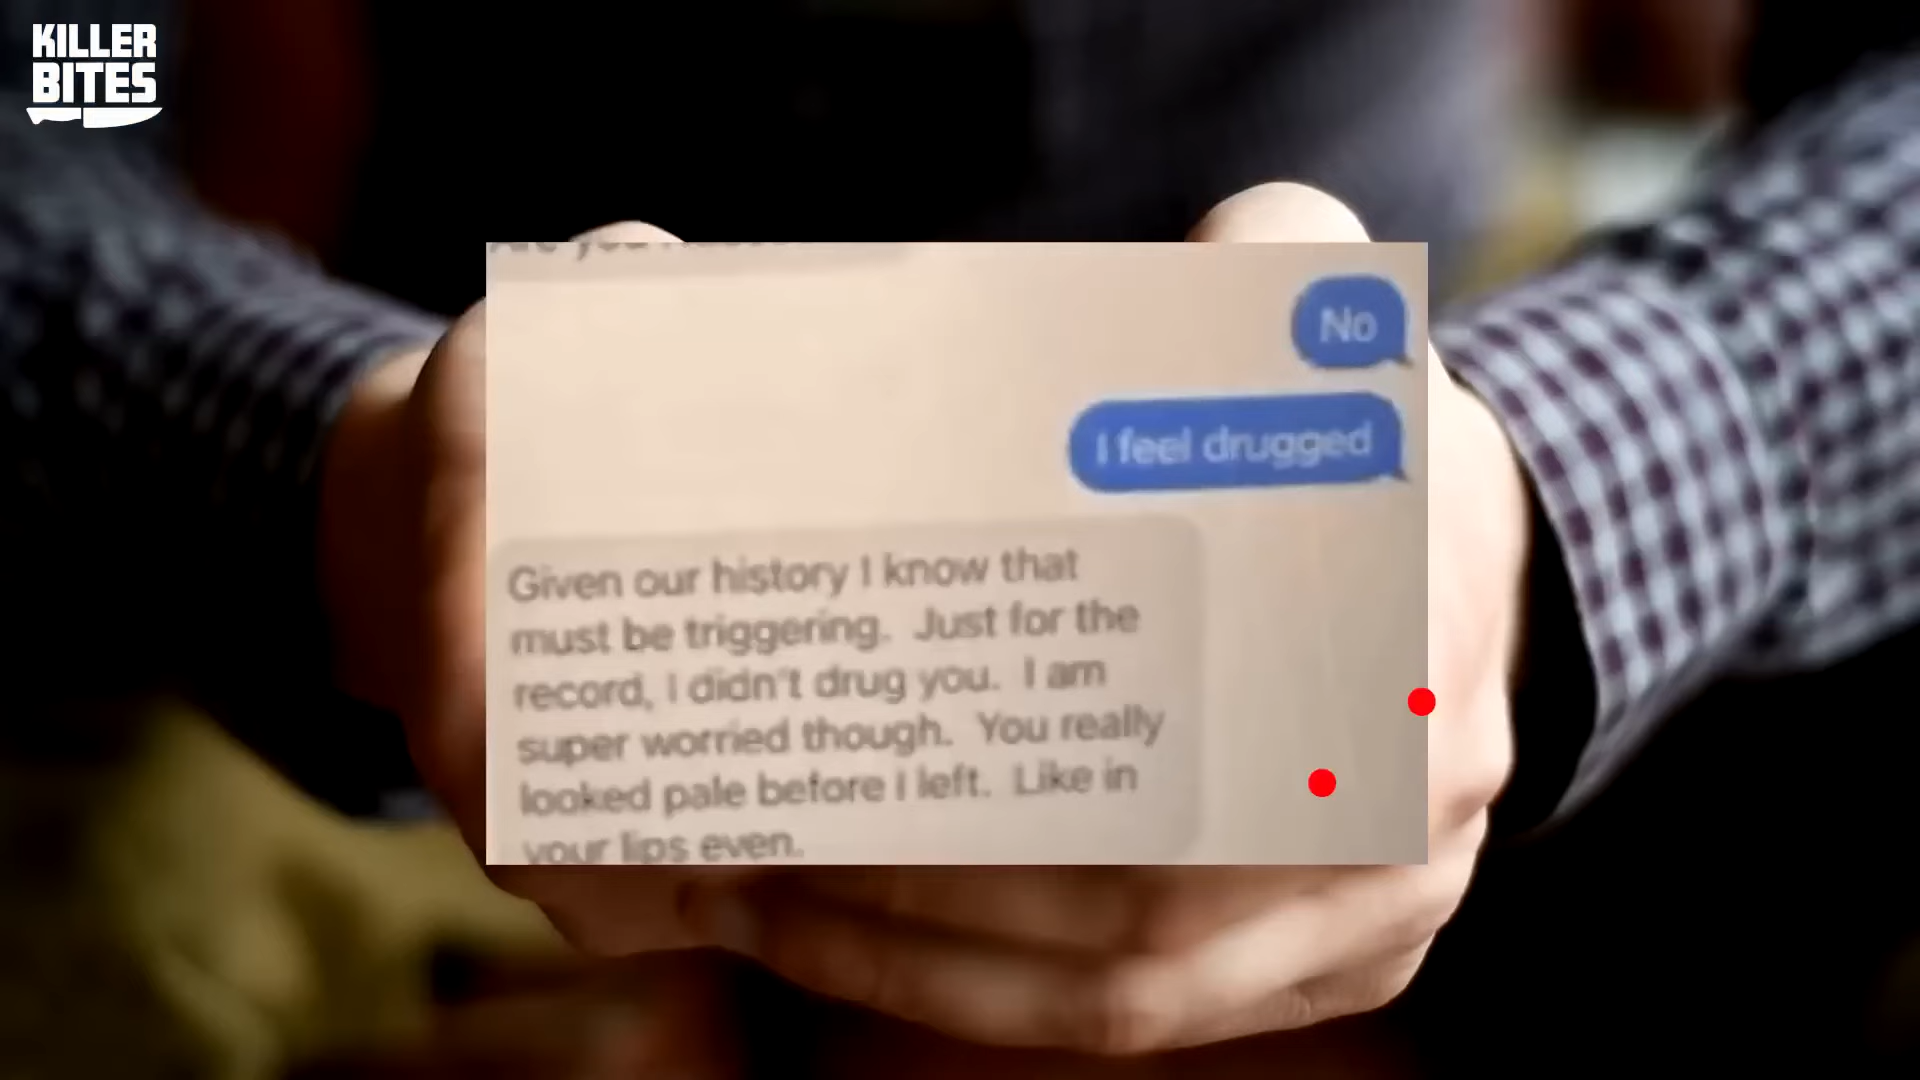 KILLER
BITES
No
I feel drugged
Given our history I know that
must be triggering. Just for the
record, I didn't drug you. I am
super worried though. You really
looked pale before I left. Like in
your lips even.